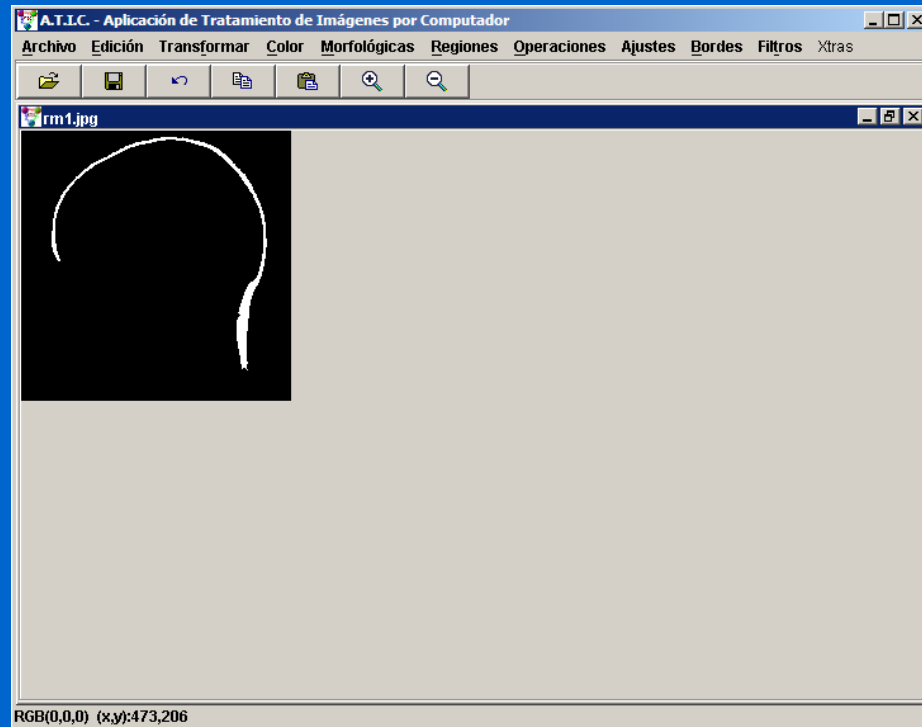 A.T.I.C. - Aplicación de Tratamiento de Imágenes por Computador
Archivo Edición Transformar Color Morfológicas Regiones Operaciones Ajustes Bordes Filtros Xtras
rm1.jpg
RGB(0,0,0) (x,y):473,206